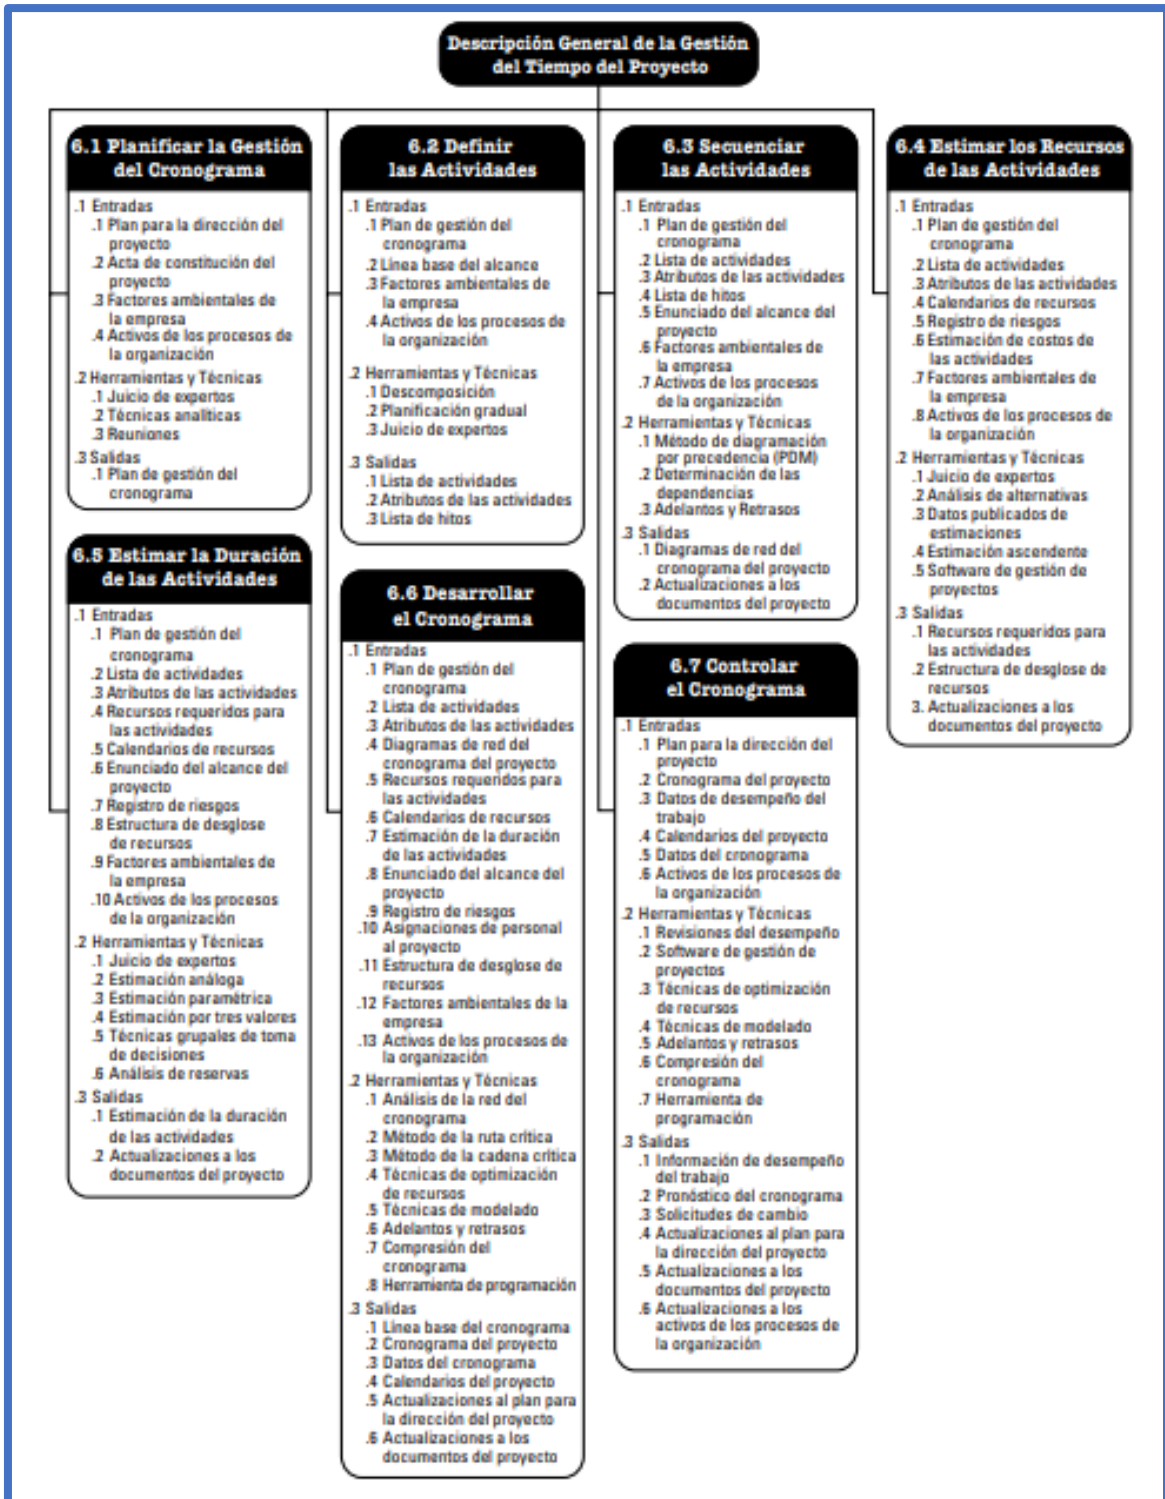 Descripción General de la Gestión
del Tiempo del Proyecto
6.1 Planificar la Gestión
del Cronograma
.1 Entradas
.1 Plan para la dirección del
proyecto
.2 Acta de constitución del
proyecto
.3 Factores ambientales de
la empresa
.4 Activos de los procesos de
la organización
.2 Herramientas y Técnicas
.1 Juicio de expertos
.2 Técnicas analíticas
.3 Reuniones
.3 Salidas
.1 Plan de gestión del
cronograma
6.2 Definir
las Actividades
.1 Entradas
.1 Plan de gestión del
cronograma
.2 Línea base del alcance
.3 Factores ambientales de
la empresa
.4 Activos de los procesos de
la organización
.2 Herramientas y Técnicas
.1 Descomposición
.2 Planificación gradual
.3 Juicio de expertos
.3 Salidas
.1 Lista de actividades
.2 Atributos de las actividades
.3 Lista de hitos
6.3 Secuenciar
las Actividades
.1 Entradas
.1 Plan de gestión del
cronograma
.2 Lista de actividades
.3 Atributos de las actividades
.4 Lista de hitos
.5 Enunciado del alcance del
proyecto
.6 Factores ambientales de
la empresa
.7 Activos de los procesos
de la organización
.2 Herramientas y Técnicas
.1 Método de diagramación
por precedencia (PDM)
.2 Determinación de las
dependencias
.3 Adelantos y Retrasos
.3 Salidas
.1 Diagramas de red del
cronograma del proyecto
.2 Actualizaciones a los
documentos del proyecto
6.4 Estimar los Recursos
de las Actividades
.1 Entradas
.1 Plan de gestión del
cronograma
.2 Lista de actividades
.3 Atributos de las actividades
.4 Calendarios de recursos
.5 Registro de riesgos
.6 Estimación de costos de
las actividades
.7 Factores ambientales de
la empresa
.8 Activos de los procesos de
la organización
.2 Herramientas y Técnicas
.1 Juicio de expertos
.2 Análisis de alternativas
.3 Datos publicados de
estimaciones
.4 Estimación ascendente
.5 Software de gestión de
proyectos
.3 Salidas
.1 Recursos requeridos para
las actividades
.2 Estructura de desglose de
recursos
3. Actualizaciones a los
documentos del proyecto
6.5 Estimar la Duración
de las Actividades
.1 Entradas
.1 Plan de gestión del
cronograma
.2 Lista de actividades
.3 Atributos de las actividades
.4 Recursos requeridos para
las actividades
.5 Calendarios de recursos
.6 Enunciado del alcance del
proyecto
.7 Registro de riesgos
.8 Estructura de desglose
de recursos
.9 Factores ambientales de
la empresa
.10 Activos de los procesos
de la organización
.2 Herramientas y Técnicas
.1 Juicio de expertos
.2 Estimación análoga
.3 Estimación paramétrica
.4 Estimación por tres valores
.5 Técnicas grupales de toma
de decisiones
.6 Análisis de reservas
.3 Salidas
.1 Estimación de la duración
de las actividades
.2 Actualizaciones a los
documentos del proyecto
6.6 Desarrollar
el Cronograma
.1 Entradas
.1 Plan de gestión del
cronograma
.2 Lista de actividades
.3 Atributos de las actividades
.4 Diagramas de red del
cronograma del proyecto
.5 Recursos requeridos para
las actividades
.6 Calendarios de recursos
.7 Estimación de la duración
de las actividades
.8 Enunciado del alcance del
proyecto
.9 Registro de riesgos
.10 Asignaciones de personal
al proyecto
.11 Estructura de desglose de
recursos
.12 Factores ambientales de la
empresa
.13 Activos de los procesos de
la organización
.2 Herramientas y Técnicas
.1 Análisis de la red del
cronograma
.2 Método de la ruta crítica
.3 Método de la cadena crítica
.4 Técnicas de optimización
de recursos
.5 Técnicas de modelado
.6 Adelantos y retrasos
.7 Compresión del
cronograma
.8 Herramienta de programación
.3 Salidas
.1 Línea base del cronograma
.2 Cronograma del proyecto
.3 Datos del cronograma
.4 Calendarios del proyecto
.5 Actualizaciones al plan para
la dirección del proyecto
.6 Actualizaciones a los
documentos del proyecto
6.7 Controlar
el Cronograma
.1 Entradas
.1 Plan para la dirección del
proyecto
.2 Cronograma del proyecto
.3 Datos de desempeño del
trabajo
.4 Calendarios del proyecto
.5 Datos del cronograma
.6 Activos de los procesos de
la organización
.2 Herramientas y Técnicas
.1 Revisiones del desempeño
.2 Software de gestión de
proyectos
.3 Técnicas de optimización
de recursos
.4 Técnicas de modelado
.5 Adelantos y retrasos
.6 Compresión del
cronograma
.7 Herramienta de
programación
.3 Salidas
.1 Información de desempeño
del trabajo
.2 Pronóstico del cronograma
.3 Solicitudes de cambio
.4 Actualizaciones al plan para
la dirección del proyecto
.5 Actualizaciones a los
documentos del proyecto
.6 Actualizaciones a los
activos de los procesos de
la organización